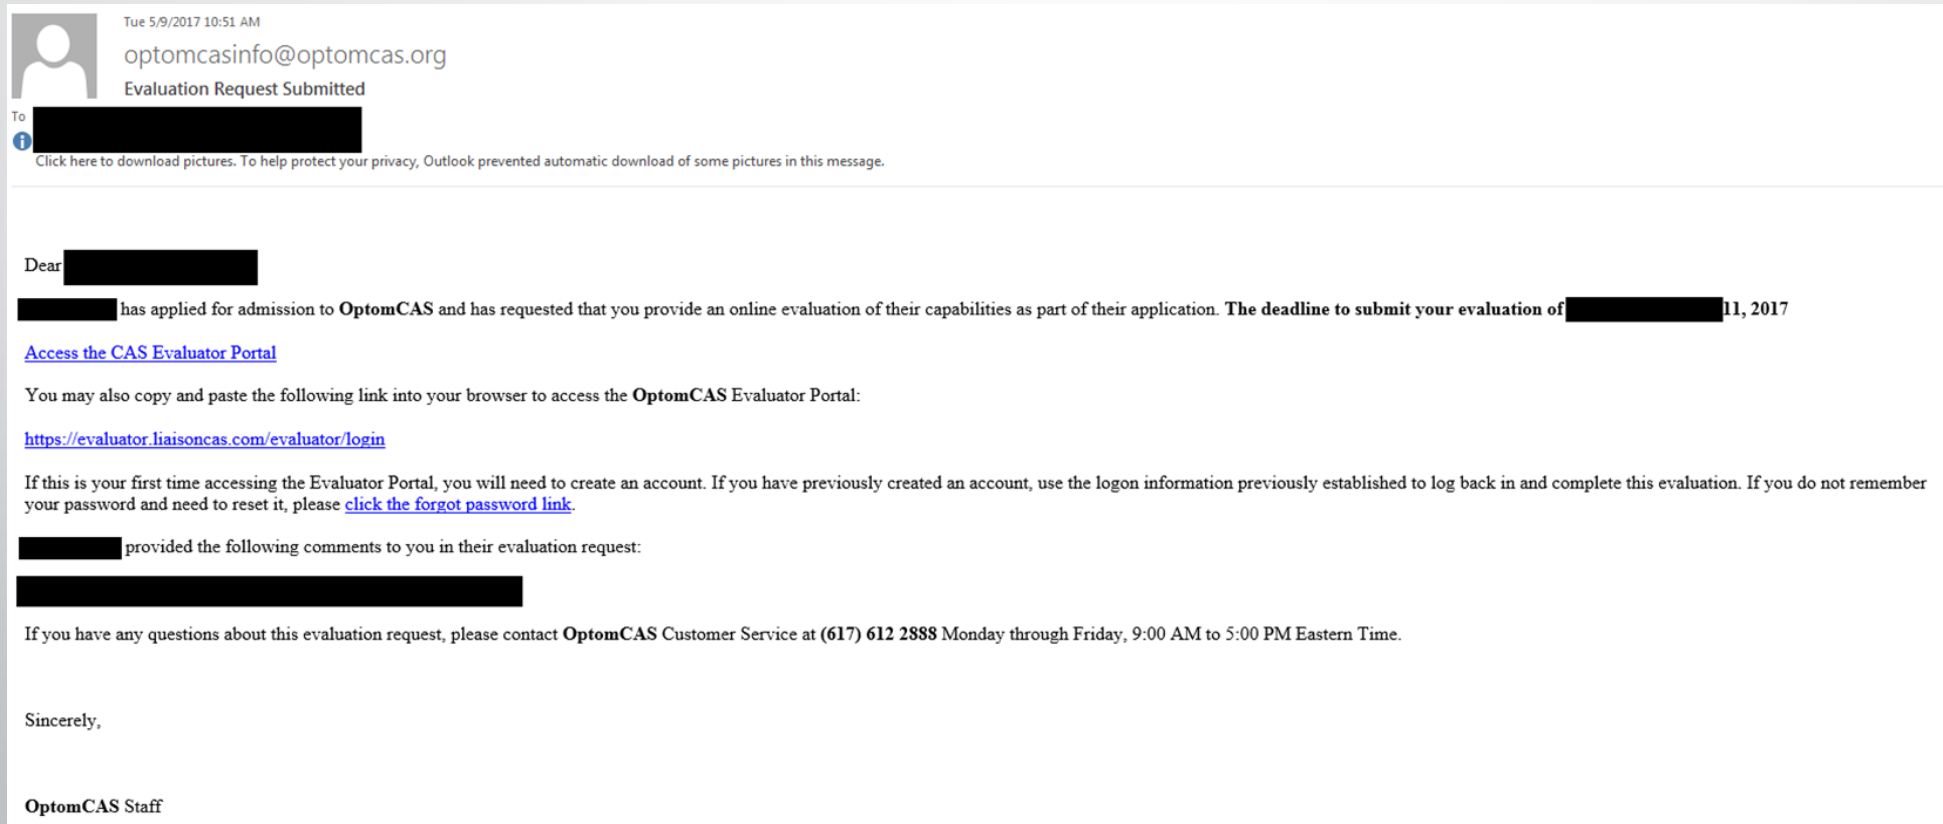 Tue 5/9/2017 10:51 AM
optomcasinfo@optomcas.org
Evaluation Request Submitted
To
Click here to download pictures. To help protect your privacy, Outlook prevented automatic download of some pictures in this message.
Dear
has applied for admission to OptomCAS and has requested that you provide an online evaluation of their capabilities as part of their application. The deadline to submit your evaluation of 11, 2017
Access the CAS Evaluator Portal
You may also copy and paste the following link into your browser to access the OptomCAS Evaluator Portal:
https://evaluator.liaisoncas.com/evaluator/login
If this is your first time accessing the Evaluator Portal, you will need to create an account. If you have previously created an account, use the logon information previously established to log back in and complete this evaluation. If you do not remember
your password and need to reset it, please click the forgot password link.
provided the following comments to you in their evaluation request:
If you have any questions about this evaluation request, please contact OptomCAS Customer Service at (617) 612 2888 Monday through Friday, 9:00 AM to 5:00 PM Eastern Time.
Sincerely,
OptomCAS Staff